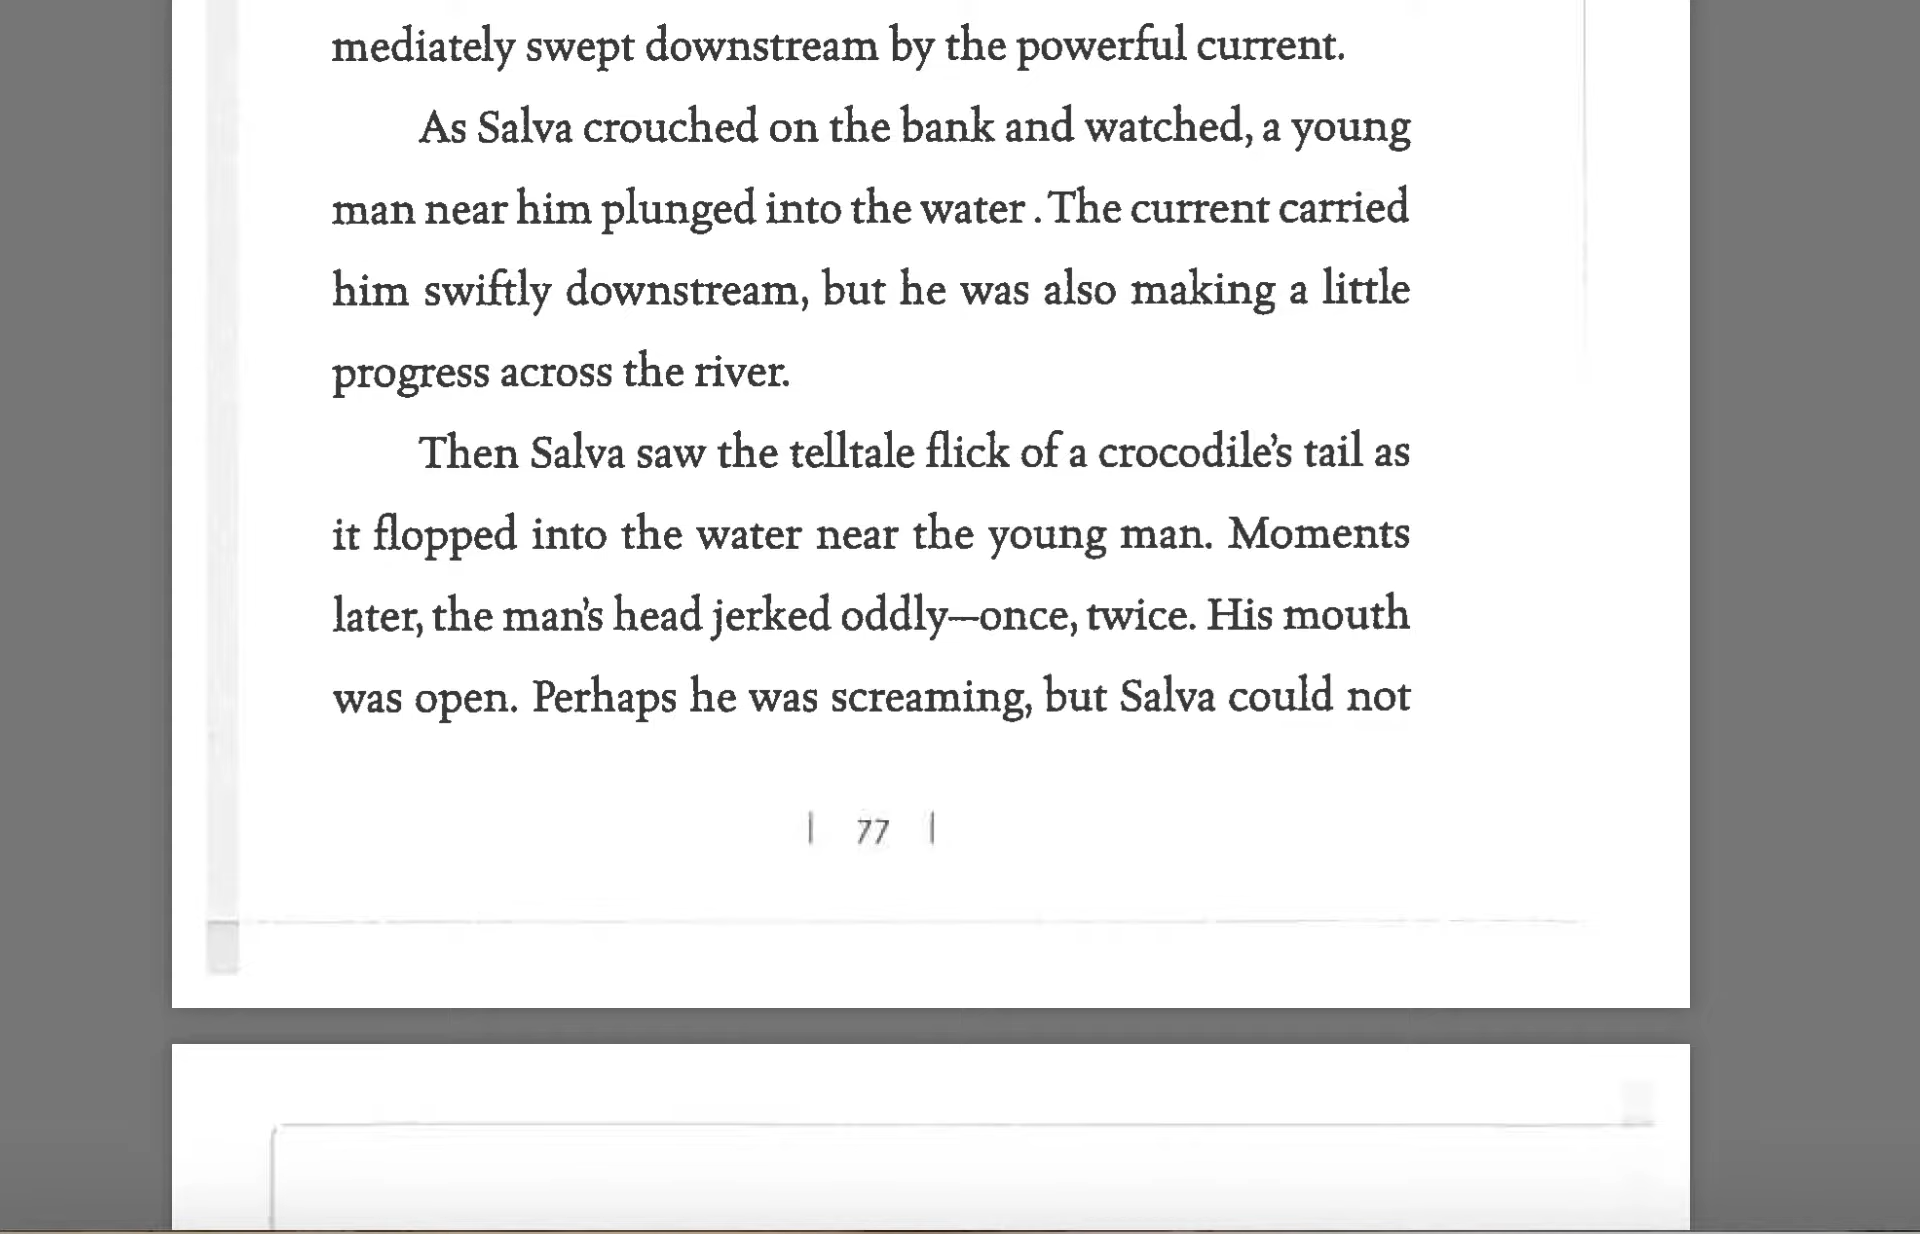 mediately swept downstream by the powerful current.
As Salva crouched on the bank and watched, a young
man near him plunged into the water . The current carried
him swiftly downstream, but he was also making a little
progress across the river.
Then Salva saw the telltale flick of a crocodile's tail as
it flopped into the water near the young man. Moments
later, the man's head jerked oddly—once, twice. His mouth
was open. Perhaps he was screaming, but Salva could not
| 77 |